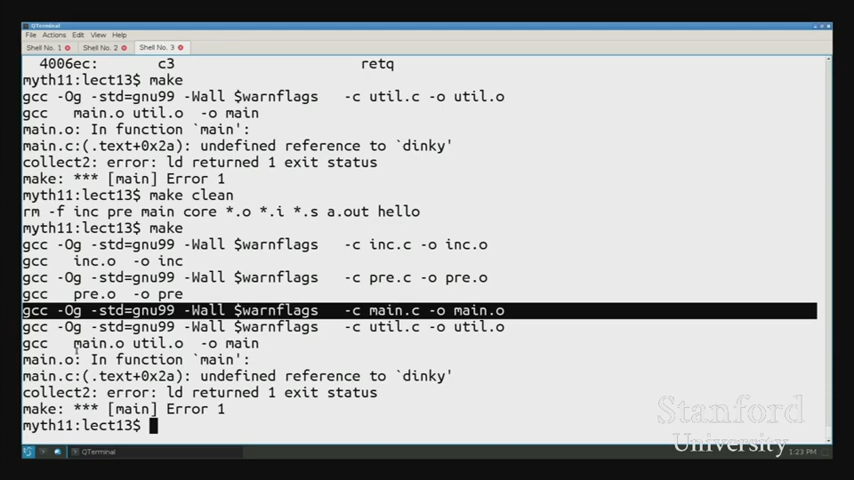 QTerminal
File Actions Edit View Help
Shell No. 1 Shell No. 2 Shell No. 3
4006ec: c3 retq
myth11:lect13$ make
gcc -Og -std=gnu99 -Wall $warnflags -c util.c -o util.o
gcc main.o util.o -o main
main.o: In function `main':
main.c:(.text+0x2a): undefined reference to `dinky'
collect2: error: ld returned 1 exit status
make: *** [main] Error 1
myth11:lect13$ make clean
rm -f inc pre main core *.o *.i *.s a.out hello
myth11:lect13$ make
gcc -Og -std=gnu99 -Wall $warnflags -c inc.c -o inc.o
gcc inc.o -o inc
gcc -Og -std=gnu99 -Wall $warnflags -c pre.c -o pre.o
gcc pre.o -o pre
gcc -Og -std=gnu99 -Wall $warnflags -c main.c -o main.o
gcc -Og -std=gnu99 -Wall $warnflags -c util.c -o util.o
gcc main.o util.o -o main
main.o: In function `main':
main.c:(.text+0x2a): undefined reference to `dinky'
collect2: error: ld returned 1 exit status
make: *** [main] Error 1
myth11:lect13$
Stanford
University
QTerminal
1:23 PM